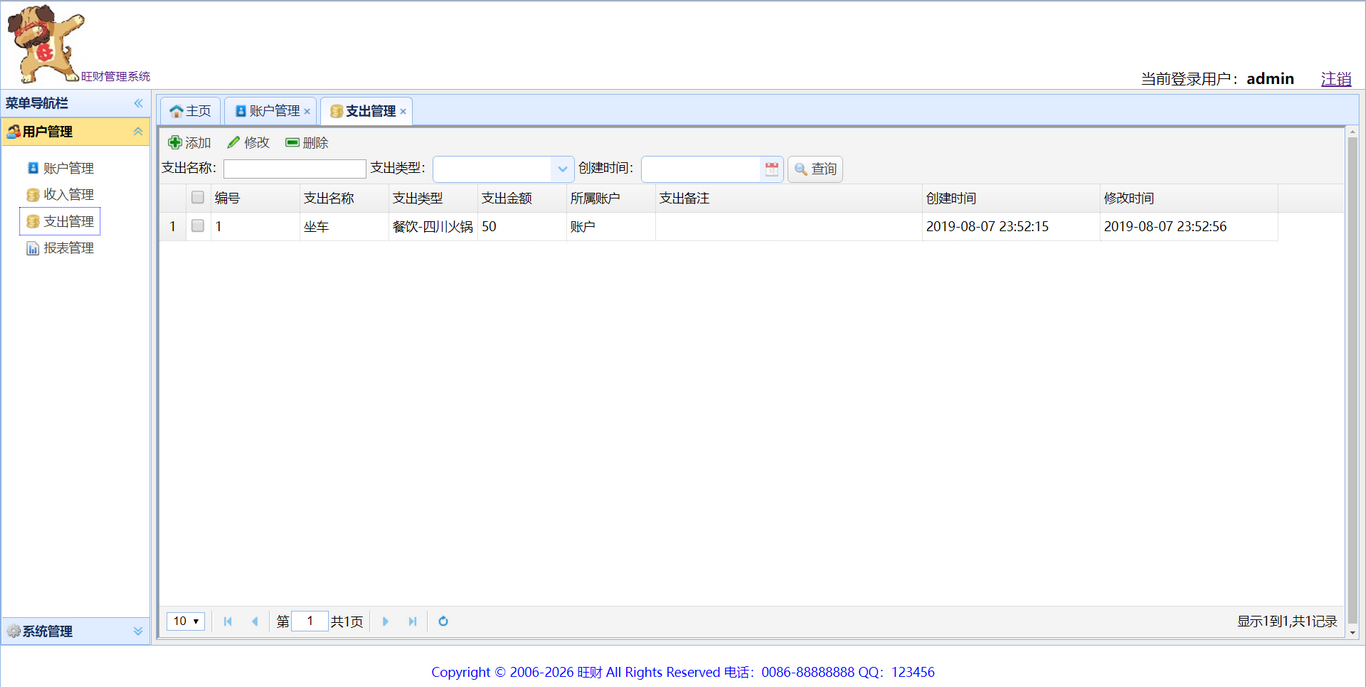 旺财管理系统
当前登录用户：admin 注销
菜单导航栏
用户管理
账户管理
收入管理
支出管理
报表管理
系统管理
主页 账户管理 支出管理
添加 修改 删除
支出名称： 支出类型： 创建时间： 查询
编号 支出名称 支出类型 支出金额 所属账户 支出备注 创建时间 修改时间
1 1 坐车 餐饮-四川火锅 50 账户 2019-08-07 23:52:15 2019-08-07 23:52:56
10 第 1 共1页 显示1到1,共1记录
Copyright © 2006-2026 旺财 All Rights Reserved 电话：0086-88888888 QQ：123456